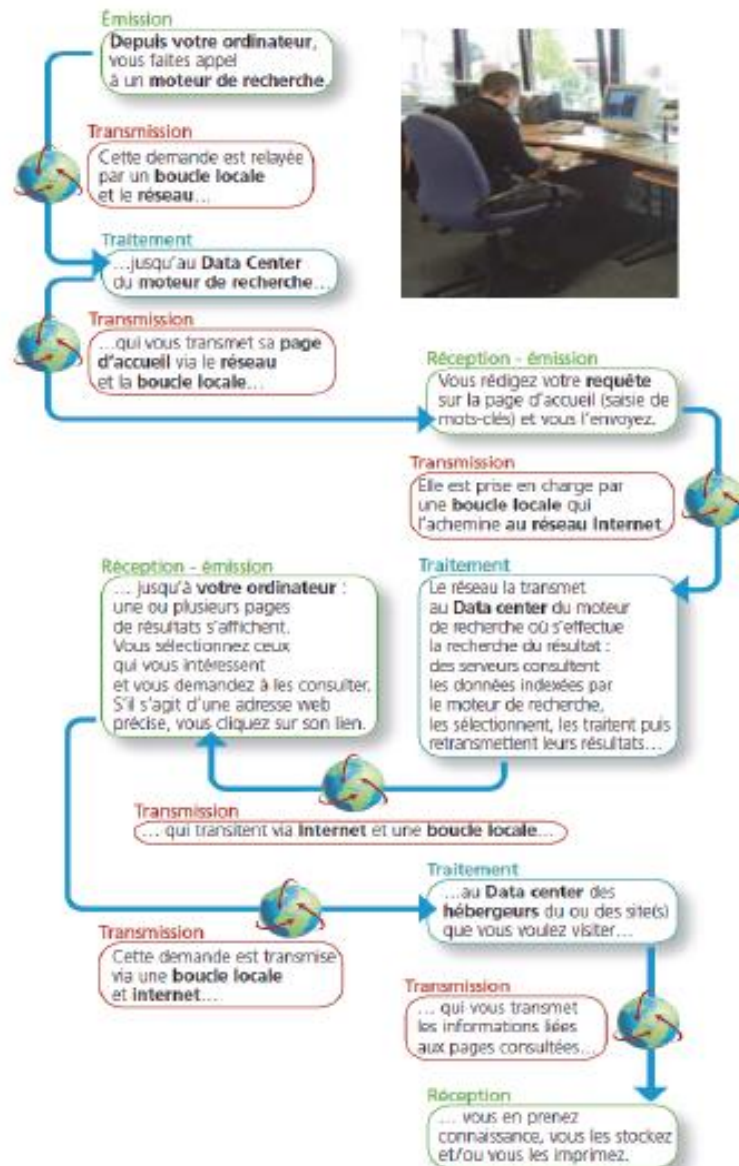 Émission
Depuis votre ordinateur,
vous faites appel
à un moteur de recherche.
Transmission
Cette demande est relayée
par un boucle locale
et le réseau...
Traitement
...jusqu'au Data Center
du moteur de recherche...
Transmission
...qui vous transmet sa page
d'accueil via le réseau
et la boucle locale...
Réception - émission
Vous rédigez votre requête
sur la page d'accueil (saisie de
mots-clés) et vous l'envoyez.
Transmission
Elle est prise en charge par
une boucle locale qui
l'achemine au réseau Internet.
Traitement
Le réseau la transmet
au Data center du moteur
de recherche où s'effectue
la recherche du résultat :
des serveurs consultent
les données indexées par
le moteur de recherche,
les sélectionnent, les traitent puis
retransmettent leurs résultats...
Transmission
... qui transitent via Internet et une boucle locale...
Réception - émission
... jusqu'à votre ordinateur :
une ou plusieurs pages
de résultats s'affichent.
Vous sélectionnez ceux
qui vous intéressent
et vous demandez à les consulter.
S'il s'agit d'une adresse web
précise, vous cliquez sur son lien.
Transmission
Cette demande est transmise
via une boucle locale
et internet...
Traitement
...au Data center des
hébergeurs du ou des site(s)
que vous voulez visiter...
Transmission
... qui vous transmet
les informations liées
aux pages consultées...
Réception
... vous en prenez
connaissance, vous les stockez
et/ou vous les imprimez.